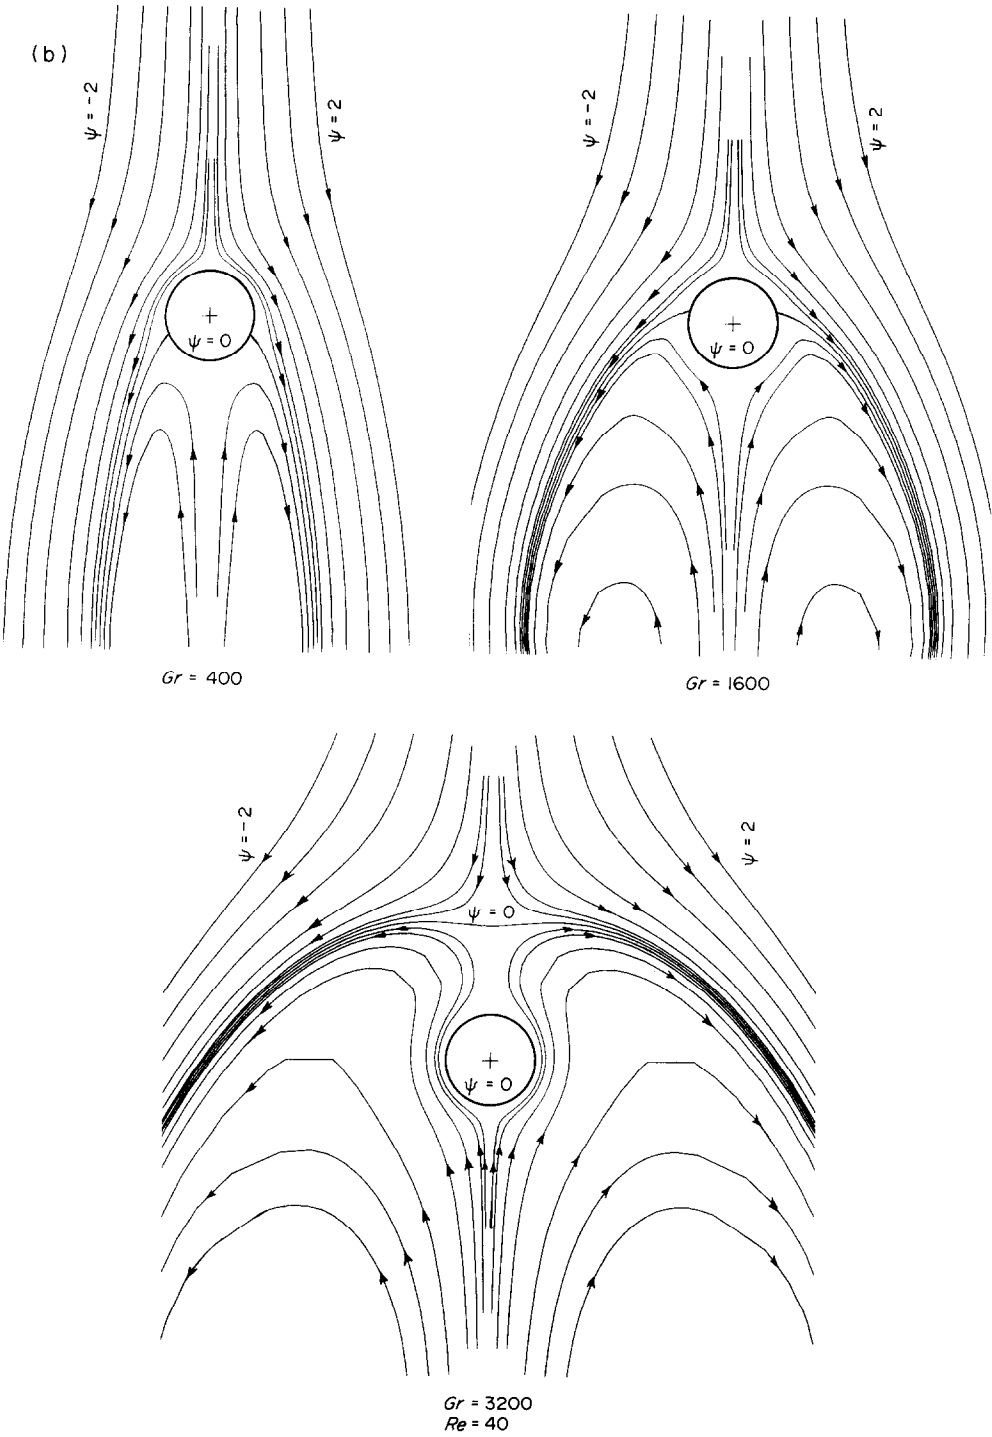 (b)
ψ = -2
ψ = 2
ψ = 0
Gr = 400
ψ = -2
ψ = 2
ψ = 0
Gr = 1600
ψ = -2
ψ = 2
ψ = 0
ψ = 0
Gr = 3200
Re = 40